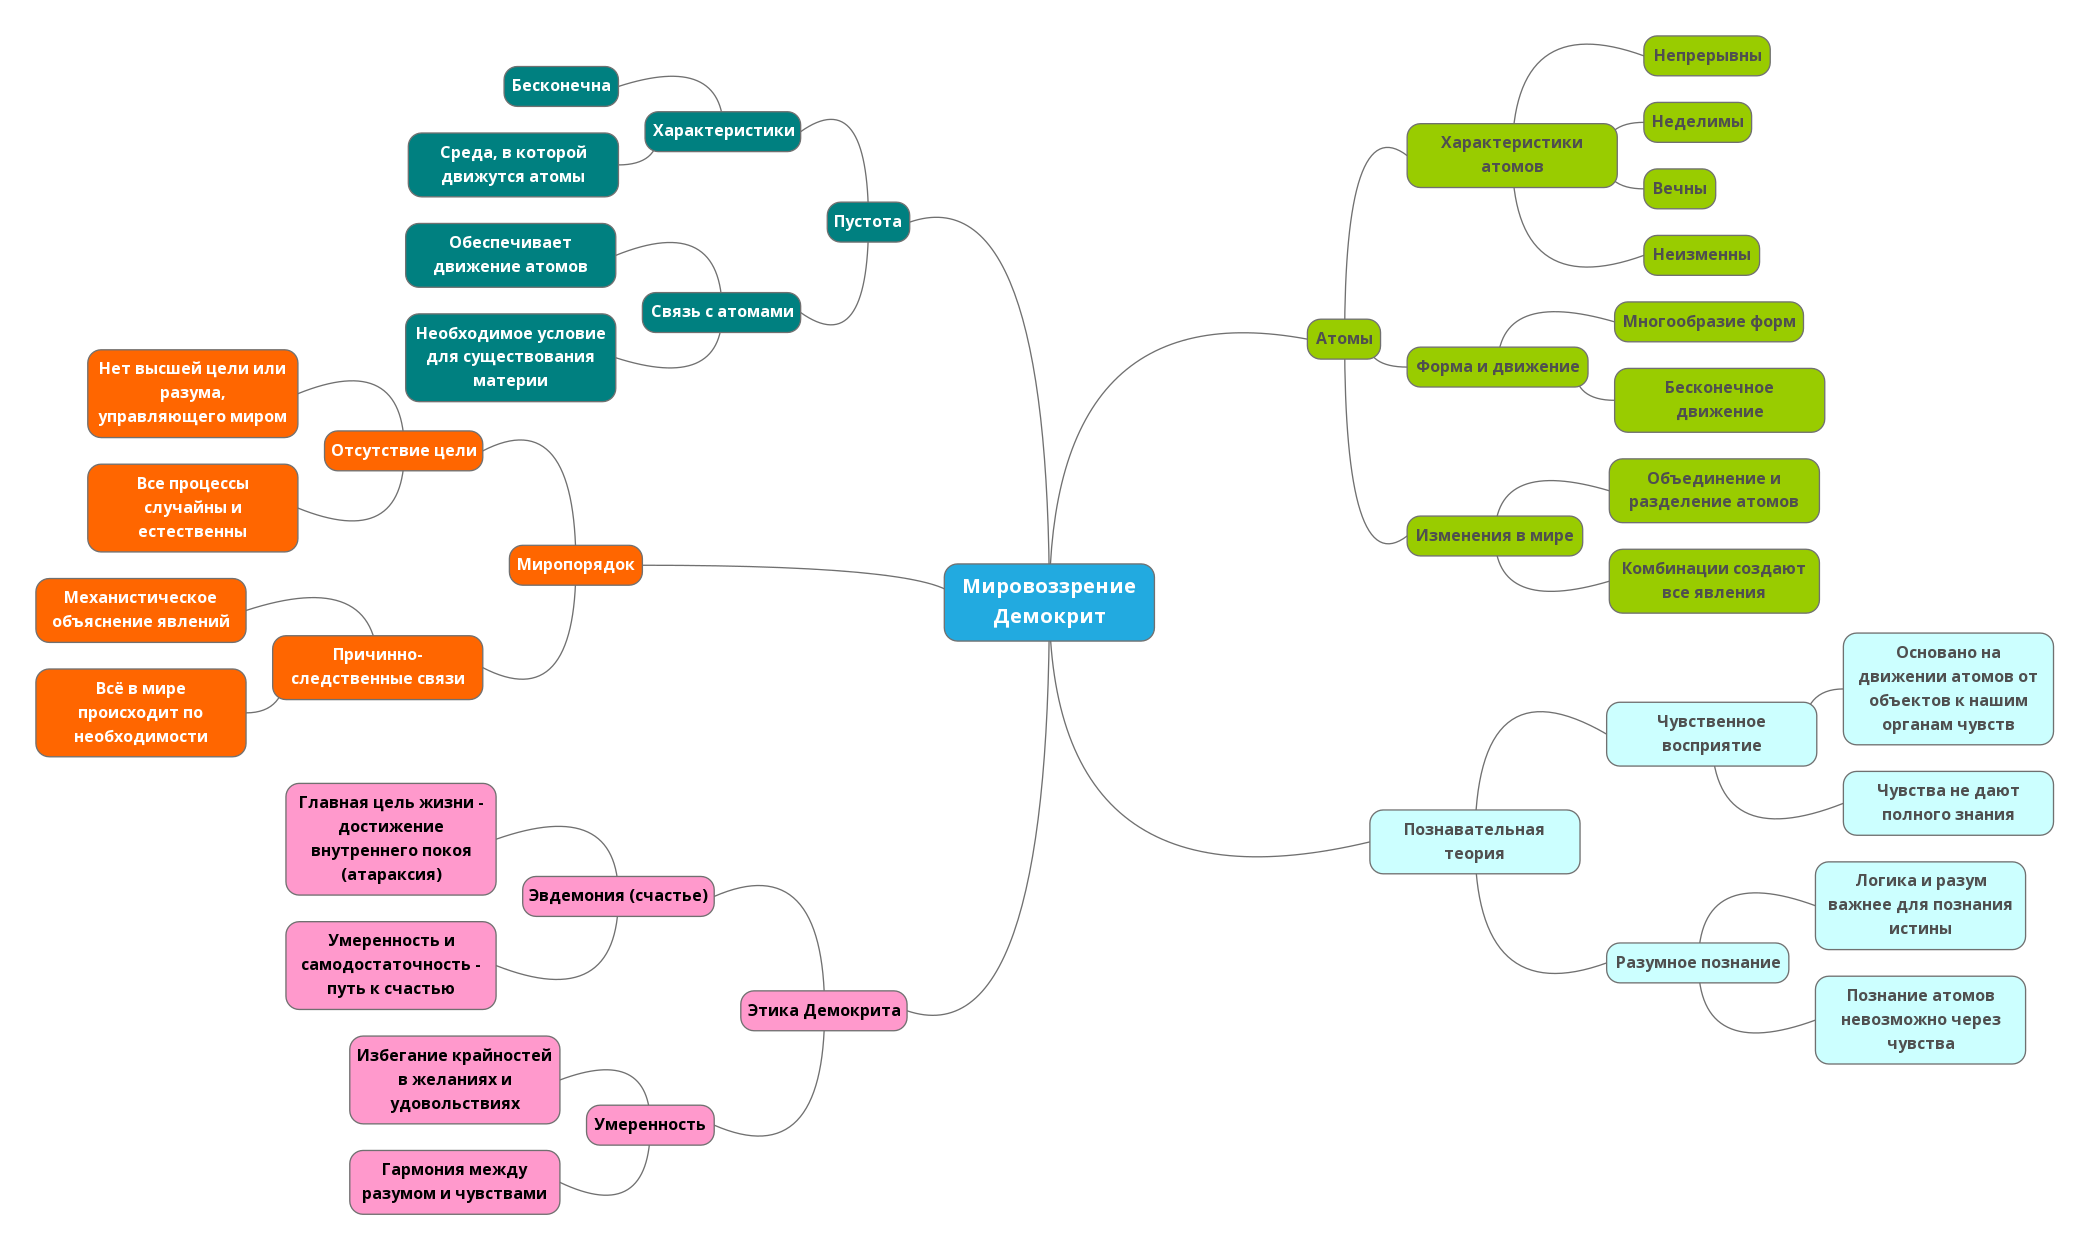 Мировоззрение
Демокрит
Пустота
Характеристики
Бесконечна
Среда, в которой
движутся атомы
Связь с атомами
Обеспечивает
движение атомов
Необходимое условие
для существования
материи
Миропорядок
Отсутствие цели
Нет высшей цели или
разума,
управляющего миром
Все процессы
случайны и
естественны
Причинно-
следственные связи
Механистическое
объяснение явлений
Всё в мире
происходит по
необходимости
Этика Демокрита
Эвдемония (счастье)
Главная цель жизни -
достижение
внутреннего покоя
(атараксия)
Умеренность и
самодостаточность -
путь к счастью
Умеренность
Избегание крайностей
в желаниях и
удовольствиях
Гармония между
разумом и чувствами
Атомы
Характеристики
атомов
Непрерывны
Неделимы
Вечны
Неизменны
Форма и движение
Многообразие форм
Бесконечное
движение
Изменения в мире
Объединение и
разделение атомов
Комбинации создают
все явления
Познавательная
теория
Чувственное
восприятие
Основано на
движении атомов от
объектов к нашим
органам чувств
Чувства не дают
полного знания
Разумное познание
Логика и разум
важнее для познания
истины
Познание атомов
невозможно через
чувства